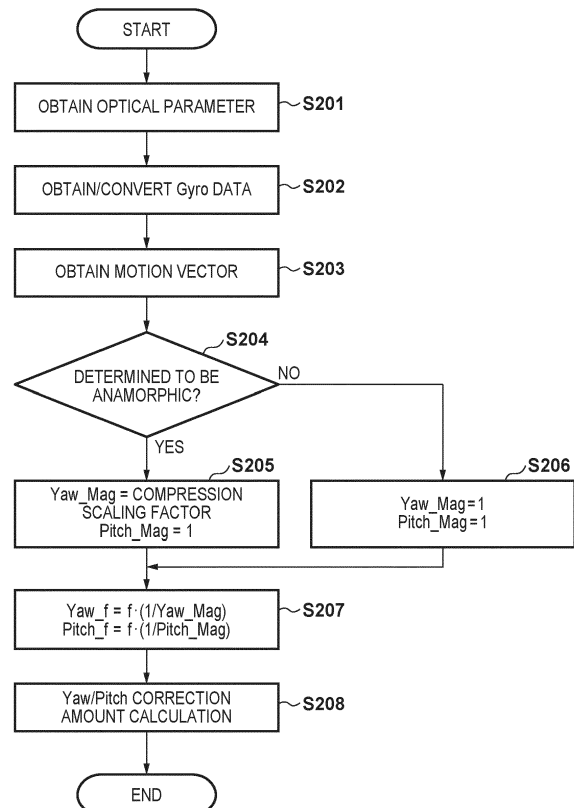 START
OBTAIN OPTICAL PARAMETER
S201
OBTAIN/CONVERT Gyro DATA
S202
OBTAIN MOTION VECTOR
S203
S204
DETERMINED TO BE
ANAMORPHIC?
NO
YES
S205
Yaw_Mag = COMPRESSION
SCALING FACTOR
Pitch_Mag = 1
S206
Yaw_Mag=1
Pitch_Mag=1
Yaw_f = f·(1/Yaw_Mag)
Pitch_f = f·(1/Pitch_Mag)
S207
Yaw/Pitch CORRECTION
AMOUNT CALCULATION
S208
END